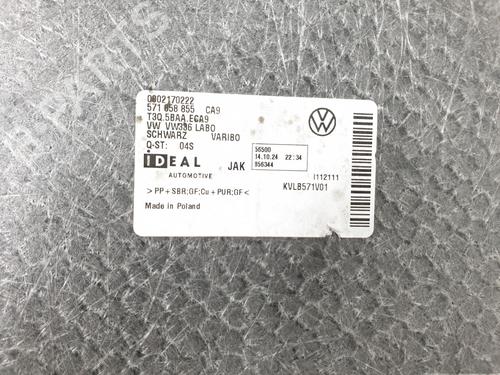 0002170222
571 858 855 CA9
T3Q.5BAA.ECA9
VW VW336 LABO
SCHWARZ VARIBO
Q-ST: 04S
IDEAL
AUTOMOTIVE
JAK
56500
14.10.24 22:34
856344
I112111
KVLB571V01
>PP+SBR;GF;Cu+PUR;GF<
Made in Poland